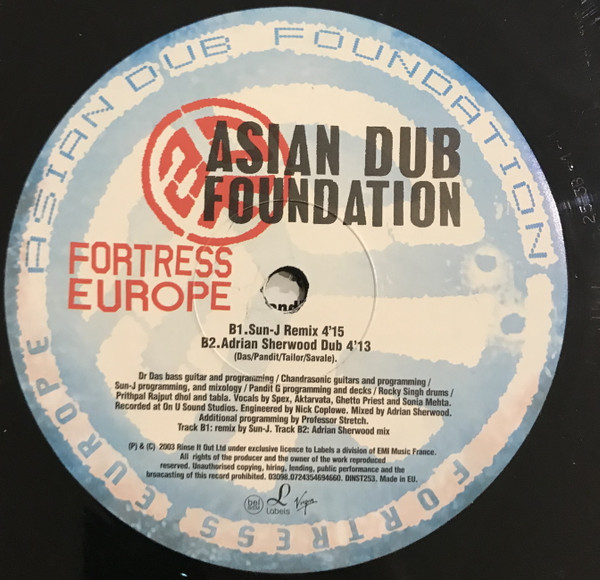 ASIAN DUB FOUNDATION
ASIAN DUB
FOUNDATION
FORTRESS
EUROPE
B1.Sun-J Remix 4'15
B2.Adrian Sherwood Dub 4'13
(Das/Pandit/Tailor/Savale).
Dr Das bass guitar and programming / Chandrasonic guitars and programming /
Sun-J programming, and mixology / Pandit G programming and decks / Rocky Singh drums /
Prithpal Rajput dhol and tabla. Vocals by Spex, Aktarvata, Ghetto Priest and Sonia Mehta.
Recorded at On U Sound Studios. Engineered by Nick Coplowe. Mixed by Adrian Sherwood.
Additional programming by Professor Stretch.
Track B1: remix by Sun-J. Track B2: Adrian Sherwood mix
(P) & (C) 2003 Rinse It Out Ltd under exclusive licence to Labels a division of EMI Music France.
All rights of the producer and the owner of the work reproduced
reserved. Unauthorised copying, hiring, lending, public performance and the
brocasting of this record prohibited. 03098.0724354694660. DINST253. Made in EU.
Labels
Virgin
FORTRESS EUROPE